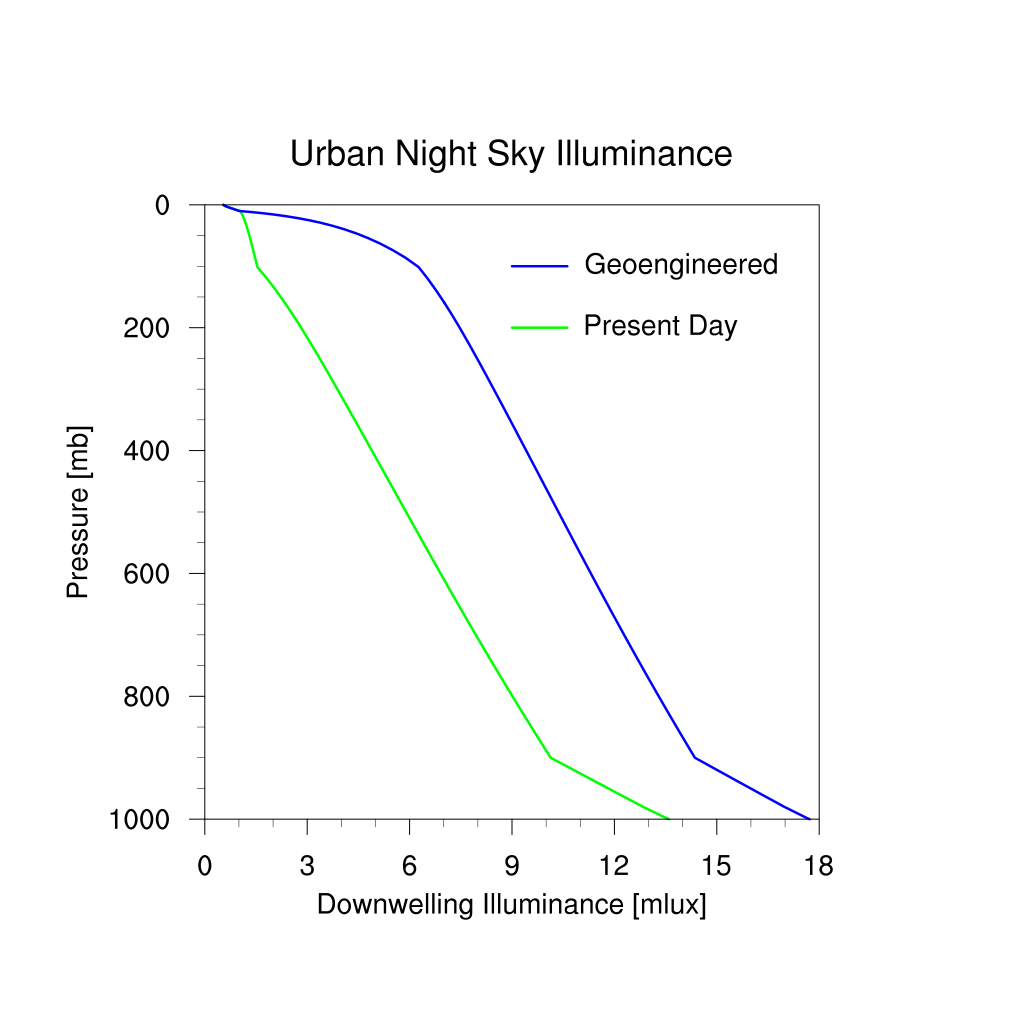 Urban Night Sky Illuminance
0
200
400
600
800
1000
Pressure [mb]
Geoengineered
Present Day
0 3 6 9 12 15 18
Downwelling Illuminance [mlux]